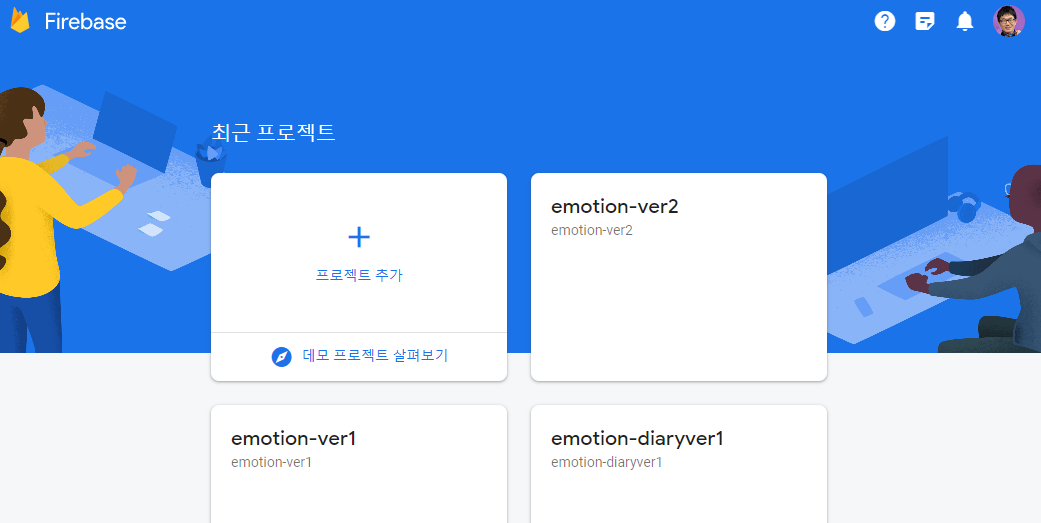 Firebase
최근 프로젝트
프로젝트 추가
데모 프로젝트 살펴보기
emotion-ver2
emotion-ver2
emotion-ver1
emotion-ver1
emotion-diaryver1
emotion-diaryver1